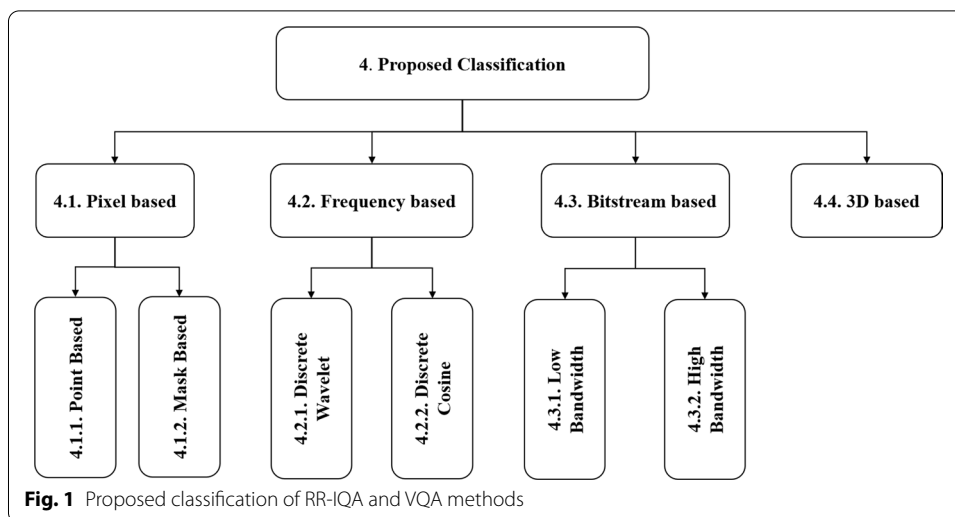 4. Proposed Classification
4.1. Pixel based
4.2. Frequency based
4.3. Bitstream based
4.4. 3D based
4.1.1. Point Based
4.1.2. Mask Based
4.2.1. Discrete
Wavelet
4.2.2. Discrete
Cosine
4.3.1. Low
Bandwidth
4.3.2. High
Bandwidth
Fig. 1 Proposed classification of RR-IQA and VQA methods